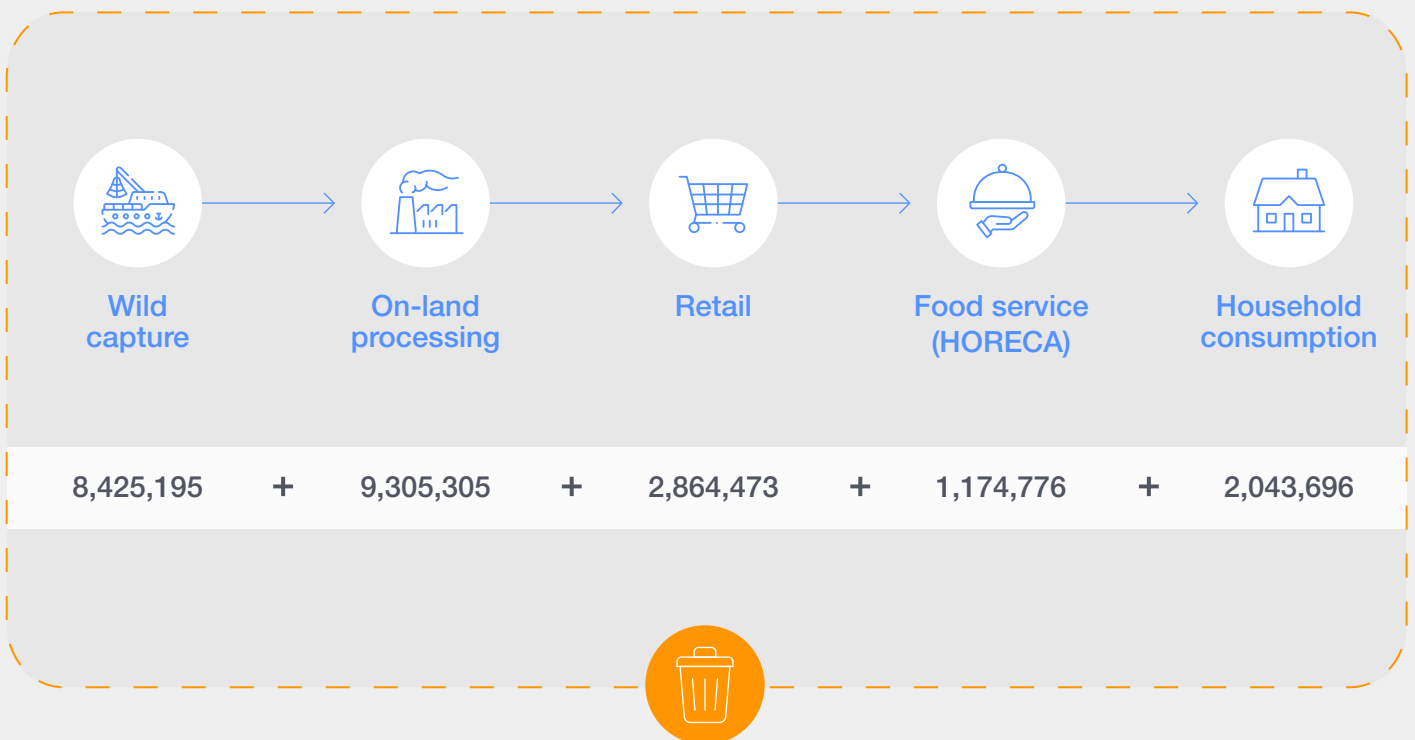 Wild
capture
On-land
processing
Retail
Food service
(HORECA)
Household
consumption
8,425,195 + 9,305,305 + 2,864,473 + 1,174,776 + 2,043,696